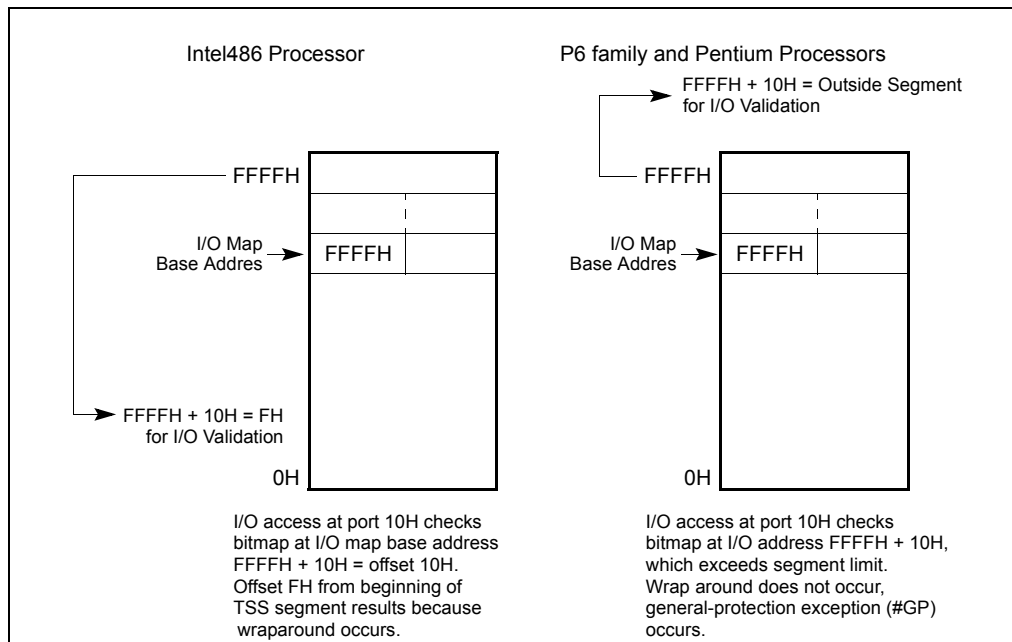 Intel486 Processor
FFFFH
I/O Map
Base Addres
FFFFH
FFFFH + 10H = FH
for I/O Validation
0H
I/O access at port 10H checks
bitmap at I/O map base address
FFFFH + 10H = offset 10H.
Offset FH from beginning of
TSS segment results because
wraparound occurs.
P6 family and Pentium Processors
FFFFH + 10H = Outside Segment
for I/O Validation
FFFFH
I/O Map
Base Addres
FFFFH
0H
I/O access at port 10H checks
bitmap at I/O address FFFFH + 10H,
which exceeds segment limit.
Wrap around does not occur,
general-protection exception (#GP)
occurs.